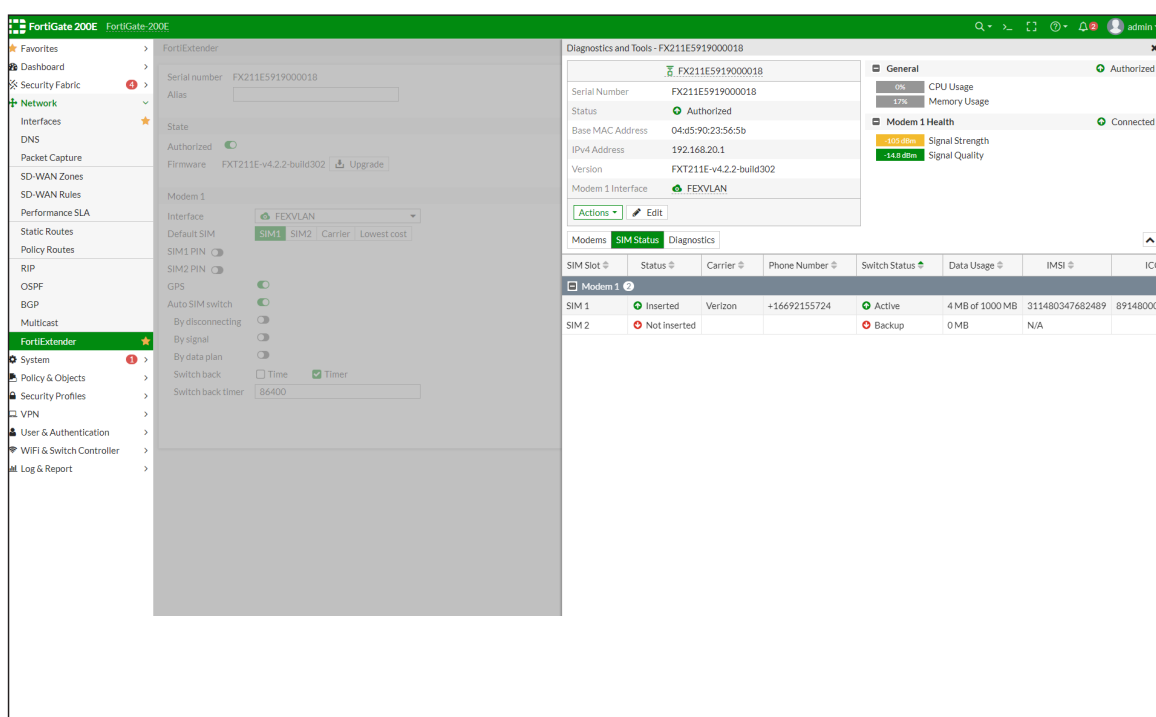 FortiGate 200E FortiGate-200E
admin
2
Favorites
Dashboard
Security Fabric 4
Network
Interfaces
DNS
Packet Capture
SD-WAN Zones
SD-WAN Rules
Performance SLA
Static Routes
Policy Routes
RIP
OSPF
BGP
Multicast
FortiExtender
System 1
Policy & Objects
Security Profiles
VPN
User & Authentication
WiFi & Switch Controller
Log & Report
FortiExtender
Serial number FX211E5919000018
Alias
State
Authorized
Firmware FXT211E-v4.2.2-build302 Upgrade
Modem 1
Interface FEXVLAN
Default SIM SIM1 SIM2 Carrier Lowest cost
SIM1 PIN
SIM2 PIN
GPS
Auto SIM switch
By disconnecting
By signal
By data plan
Switch back Time Timer
Switch back timer 86400
Diagnostics and Tools - FX211E5919000018
FX211E5919000018
Serial Number FX211E5919000018
Status Authorized
Base MAC Address 04:d5:90:23:56:5b
IPv4 Address 192.168.20.1
Version FXT211E-v4.2.2-build302
Modem 1 Interface FEXVLAN
Actions Edit
General Authorized
0% CPU Usage
17% Memory Usage
Modem 1 Health Connected
-105 dBm Signal Strength
-14.8 dBm Signal Quality
Modems SIM Status Diagnostics
SIM Slot Status Carrier Phone Number Switch Status Data Usage IMSI ICC
Modem 1 2
SIM 1 Inserted Verizon +16692155724 Active 4 MB of 1000 MB 311480347682489 89148000
SIM 2 Not inserted Backup 0 MB N/A